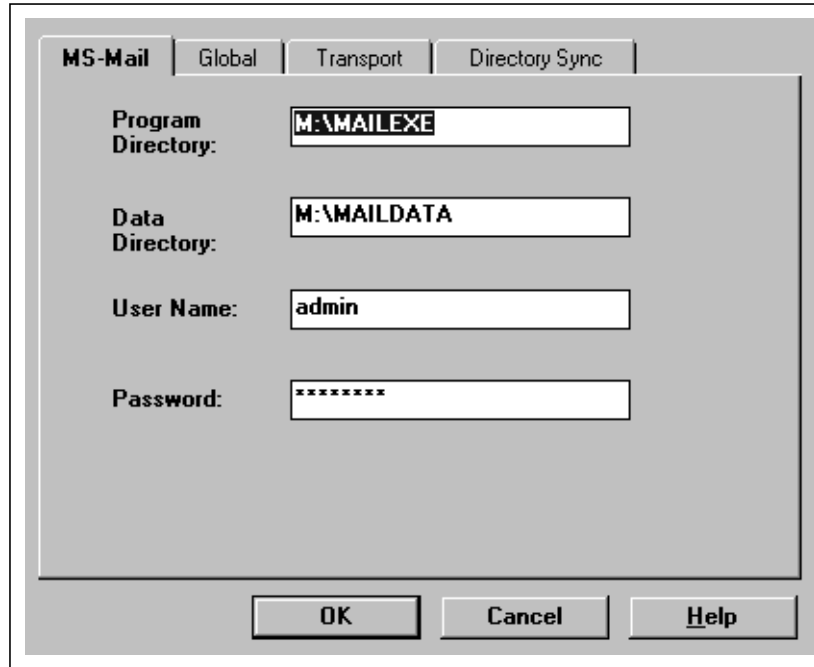 MS-Mail Global Transport Directory Sync
Program
Directory:
M:\MAILEXE
Data
Directory:
M:\MAILDATA
User Name:
admin
Password:
********
OK Cancel Help